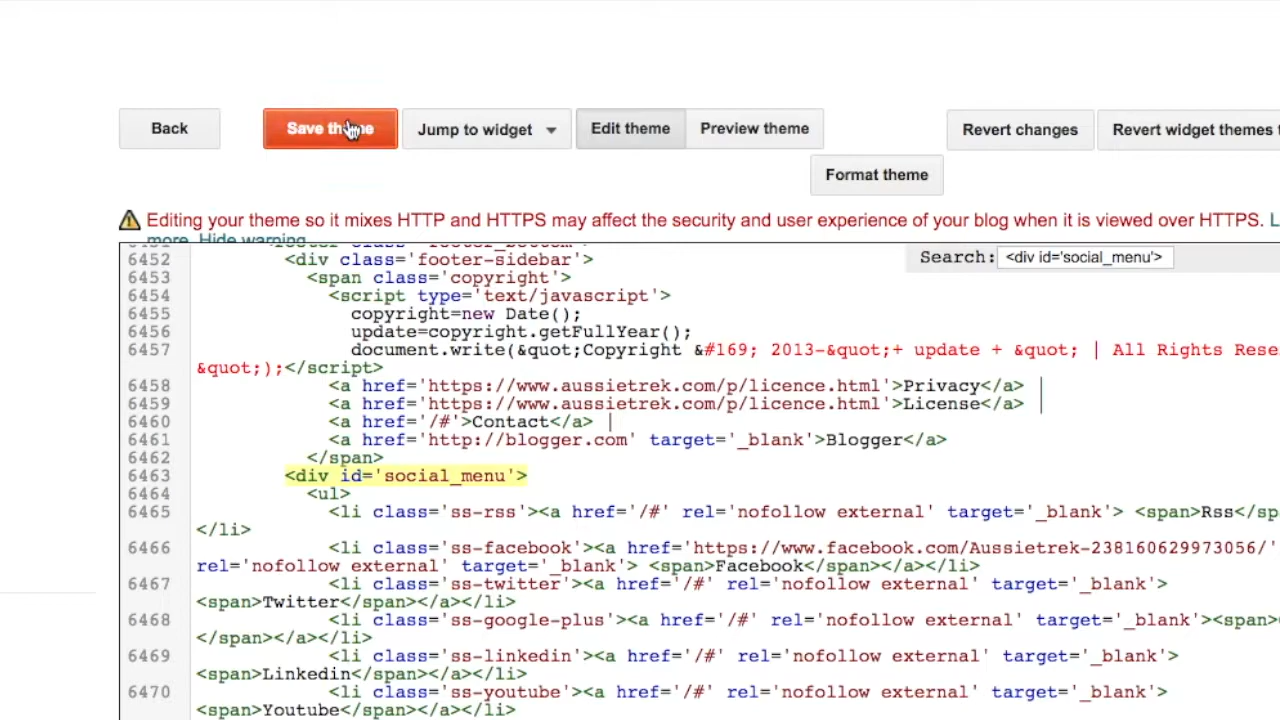 Back Save theme Jump to widget Edit theme Preview theme Revert changes Revert widget themes t
Format theme
Editing your theme so it mixes HTTP and HTTPS may affect the security and user experience of your blog when it is viewed over HTTPS. L
more. Hide warning
6451 <footer class='footer_bottom'>
Search: <div id='social_menu'>
6452 <div class='footer-sidebar'>
6453 <span class='copyright'>
6454 <script type='text/javascript'>
6455 copyright=new Date();
6456 update=copyright.getFullYear();
6457 document.write(&quot;Copyright &#169; 2013-&quot;+ update + &quot; | All Rights Rese
&quot;);</script>
6458 <a href='https://www.aussietrek.com/p/licence.html'>Privacy</a> |
6459 <a href='https://www.aussietrek.com/p/licence.html'>License</a> |
6460 <a href='/#'>Contact</a> |
6461 <a href='http://blogger.com' target='_blank'>Blogger</a>
6462 </span>
6463 <div id='social_menu'>
6464 <ul>
6465 <li class='ss-rss'><a href='/#' rel='nofollow external' target='_blank'> <span>Rss</sp
</li>
6466 <li class='ss-facebook'><a href='https://www.facebook.com/Aussietrek-238160629973056/'
rel='nofollow external' target='_blank'> <span>Facebook</span></a></li>
6467 <li class='ss-twitter'><a href='/#' rel='nofollow external' target='_blank'>
<span>Twitter</span></a></li>
6468 <li class='ss-google-plus'><a href='/#' rel='nofollow external' target='_blank'><span>
</span></a></li>
6469 <li class='ss-linkedin'><a href='/#' rel='nofollow external' target='_blank'>
<span>Linkedin</span></a></li>
6470 <li class='ss-youtube'><a href='/#' rel='nofollow external' target='_blank'>
<span>Youtube</span></a></li>